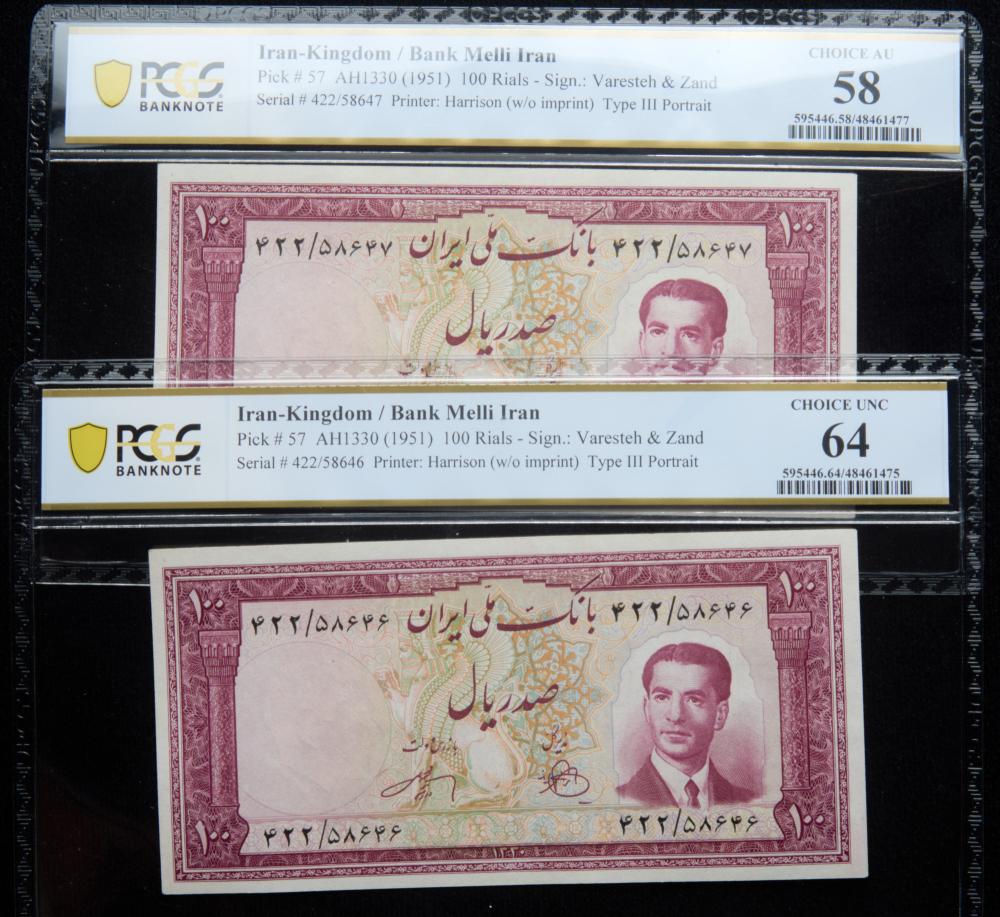 Iran-Kingdom / Bank Melli Iran
Pick # 57 AH1330 (1951) 100 Rials - Sign.: Varesteh & Zand
Serial # 422/58647 Printer: Harrison (w/o imprint) Type III Portrait
PCGS
BANKNOTE
CHOICE AU
58
595446.58/48461477
۱۰۰
۱۰۰
۴۲۲/۵۸۶۴۷
بانک ملی ایران
۴۲۲/۵۸۶۴۷
صد ریال
Iran-Kingdom / Bank Melli Iran
Pick # 57 AH1330 (1951) 100 Rials - Sign.: Varesteh & Zand
Serial # 422/58646 Printer: Harrison (w/o imprint) Type III Portrait
PCGS
BANKNOTE
CHOICE UNC
64
595446.64/48461475
۱۰۰
۱۰۰
۴۲۲/۵۸۶۴۶
بانک ملی ایران
۴۲۲/۵۸۶۴۶
صد ریال
۴۲۲/۵۸۶۴۶
۴۲۲/۵۸۶۴۶
۱۰۰
۱۰۰
۱۳۳۰